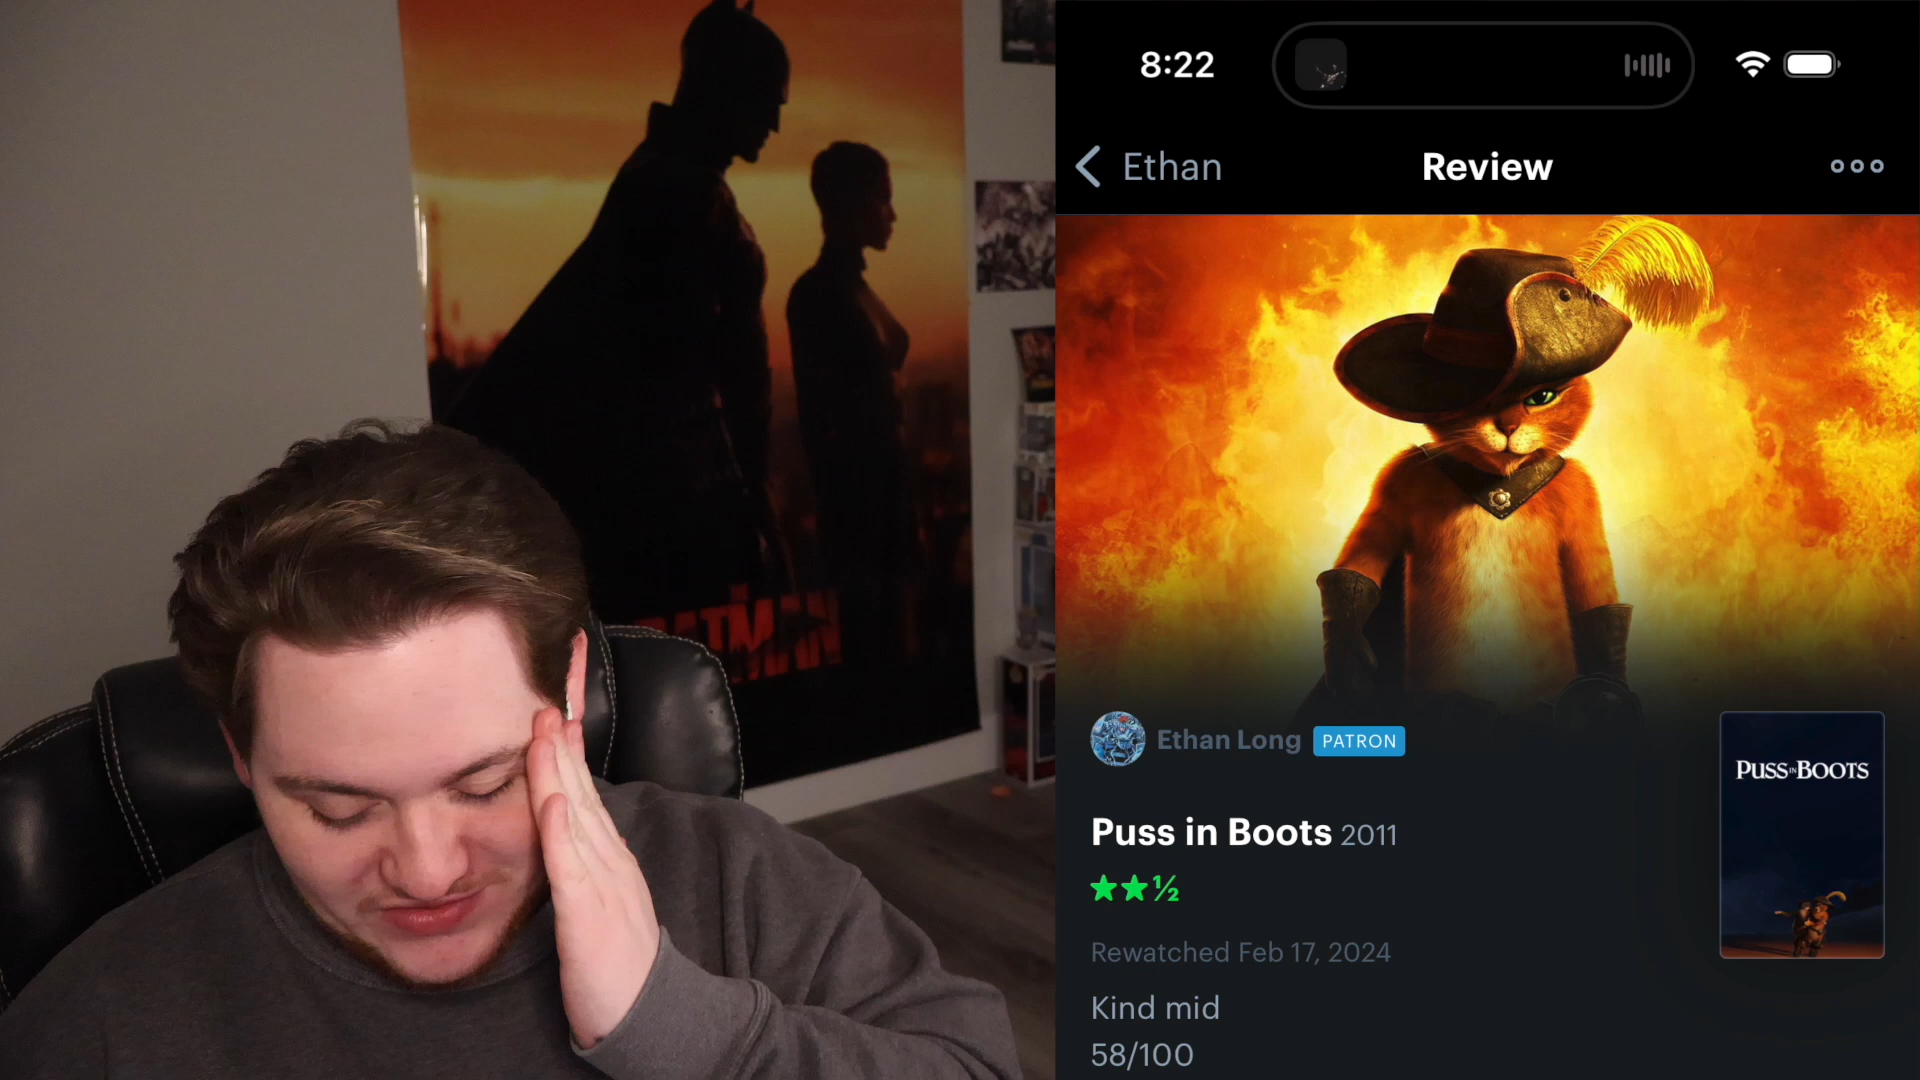 BATMAN
8:22
Ethan
Review
Ethan Long PATRON
Puss in Boots 2011
★★½
Rewatched Feb 17, 2024
Kind mid
58/100
PUSS IN BOOTS